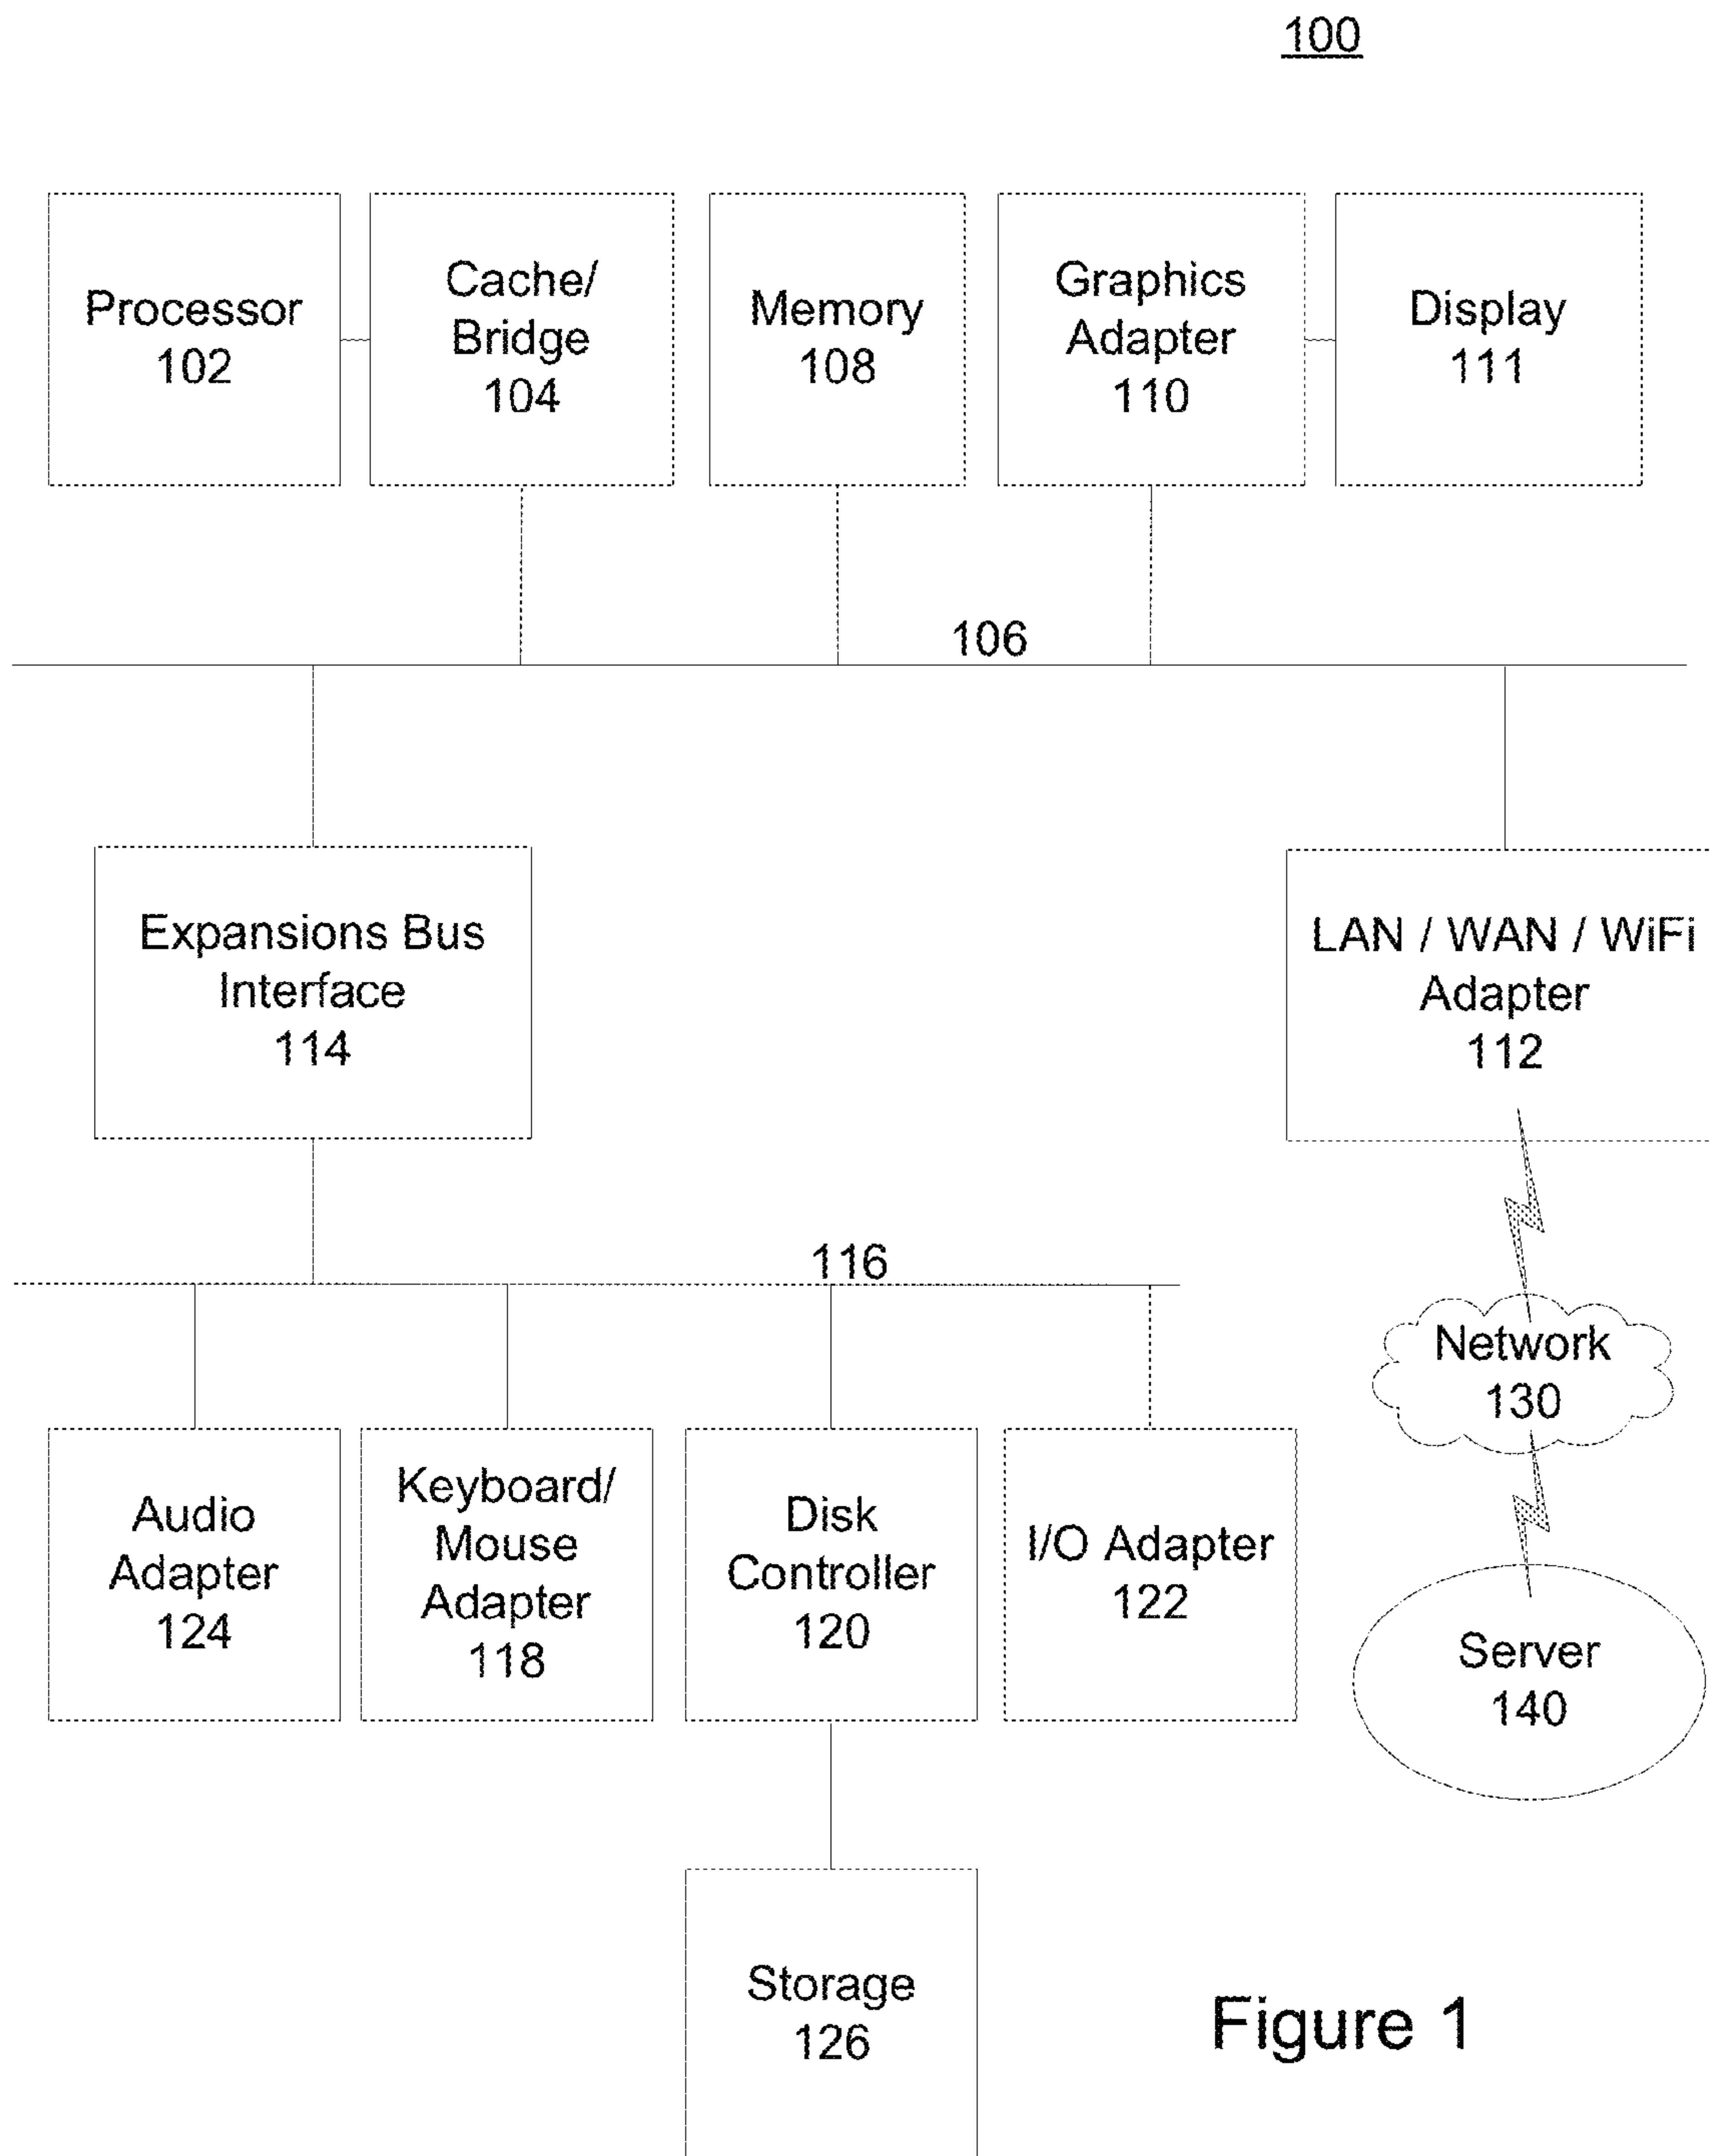 100
Processor
102
Cache/
Bridge
104
Memory
108
Graphics
Adapter
110
Display
111
106
Expansions Bus
Interface
114
LAN / WAN / WiFi
Adapter
112
116
Network
130
Audio
Adapter
124
Keyboard/
Mouse
Adapter
118
Disk
Controller
120
I/O Adapter
122
Server
140
Storage
126
Figure 1